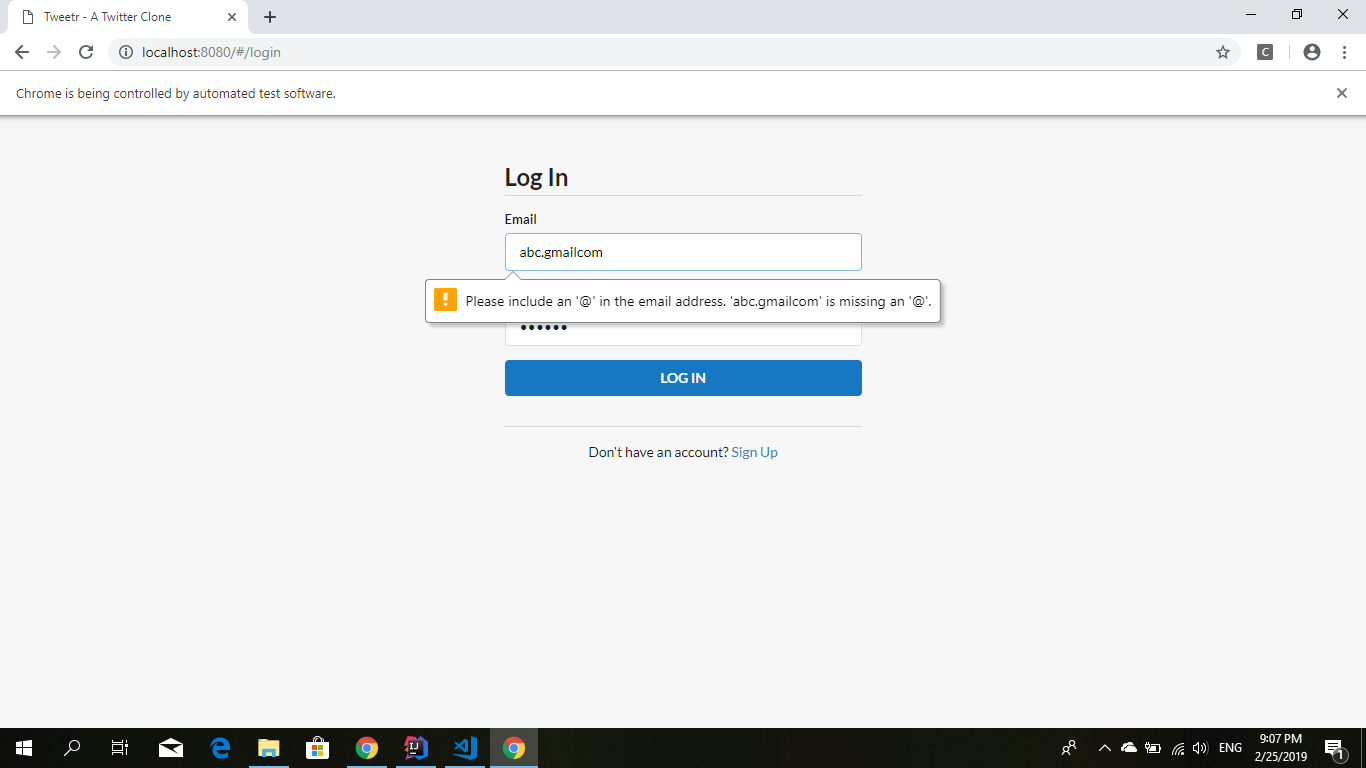 Tweetr - A Twitter Clone
localhost:8080/#/login
C
Chrome is being controlled by automated test software.
Log In
Email
abc.gmailcom
! Please include an '@' in the email address. 'abc.gmailcom' is missing an '@'.
••••••
LOG IN
Don't have an account? Sign Up
IJ
ENG
9:07 PM
2/25/2019
1